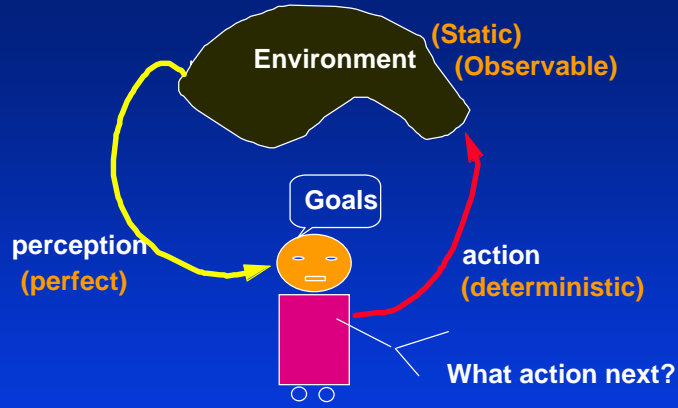 Environment
(Static)
(Observable)
Goals
perception
(perfect)
action
(deterministic)
What action next?